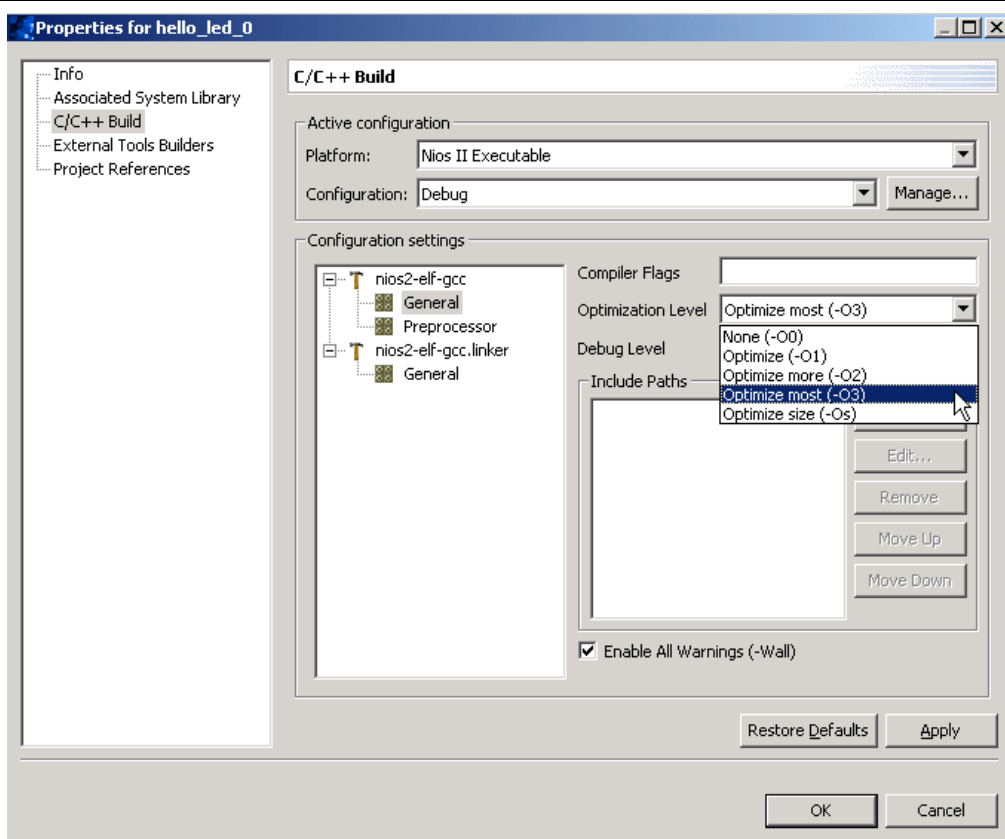 Properties for hello_led_0
Info
Associated System Library
C/C++ Build
External Tools Builders
Project References
C/C++ Build
Active configuration
Platform: Nios II Executable
Configuration: Debug Manage...
Configuration settings
nios2-elf-gcc
General
Preprocessor
nios2-elf-gcc.linker
General
Compiler Flags
Optimization Level Optimize most (-O3)
None (-O0)
Optimize (-O1)
Optimize more (-O2)
Optimize most (-O3)
Optimize size (-Os)
Debug Level
Include Paths
Edit...
Remove
Move Up
Move Down
Enable All Warnings (-Wall)
Restore Defaults Apply
OK Cancel